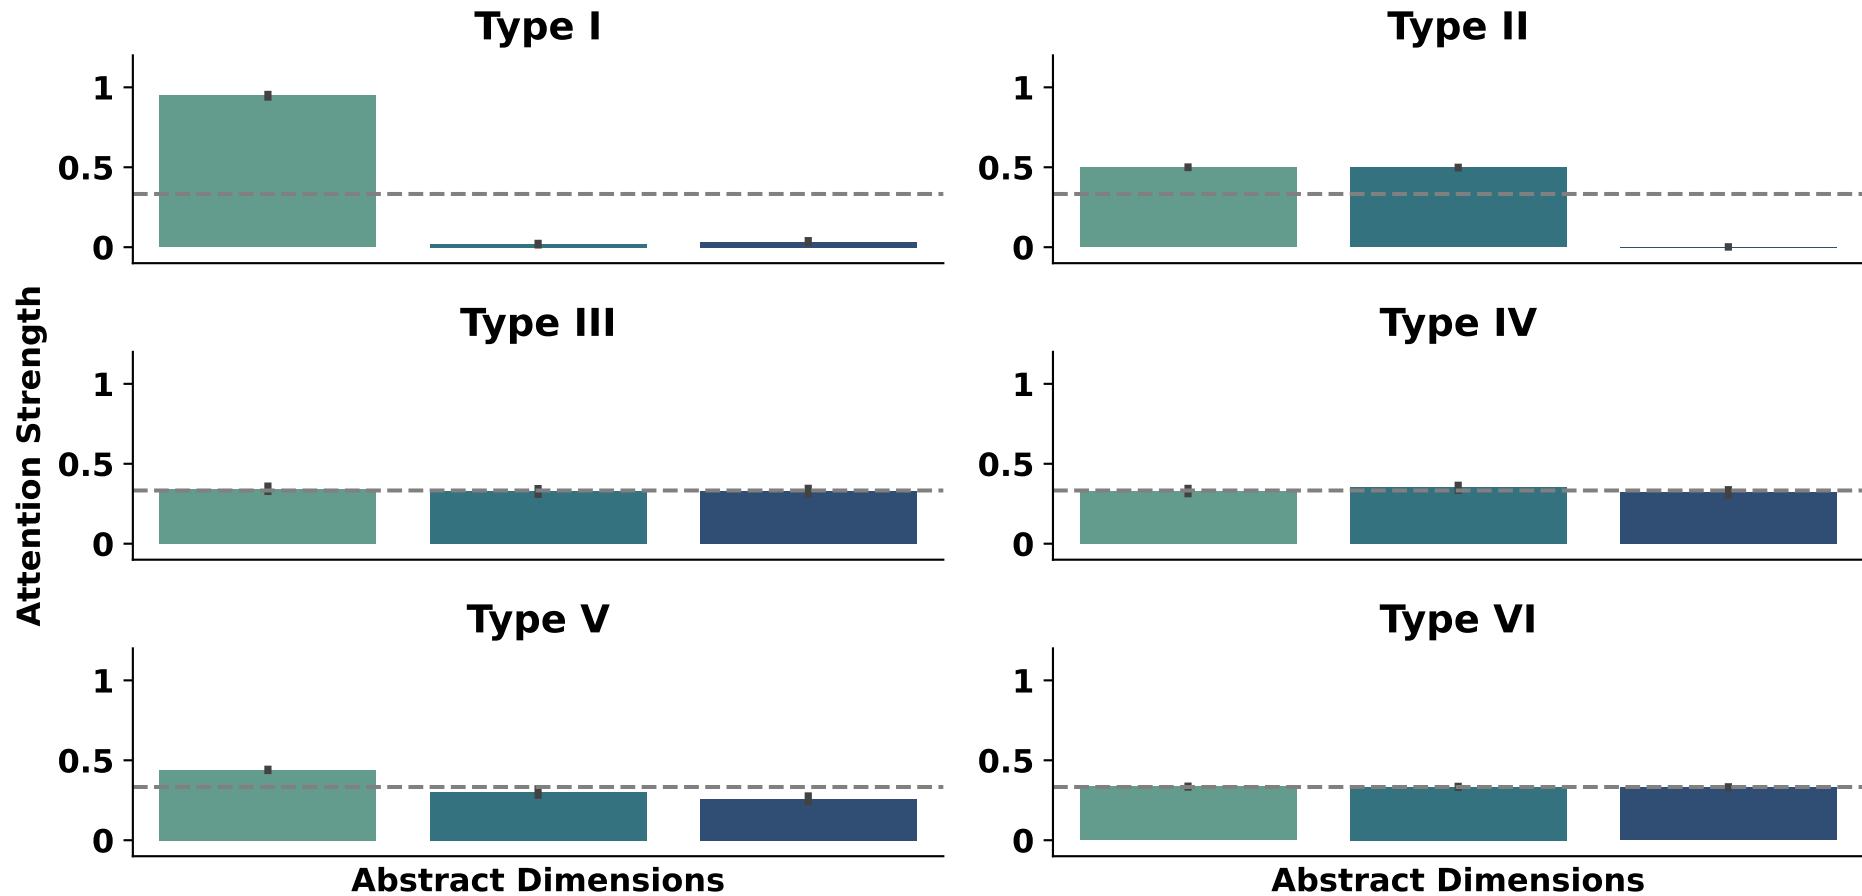 Type I
1
0.5
0
Type II
1
0.5
0
Attention Strength
Type III
1
0.5
0
Type IV
1
0.5
0
Type V
1
0.5
0
Abstract Dimensions
Type VI
1
0.5
0
Abstract Dimensions